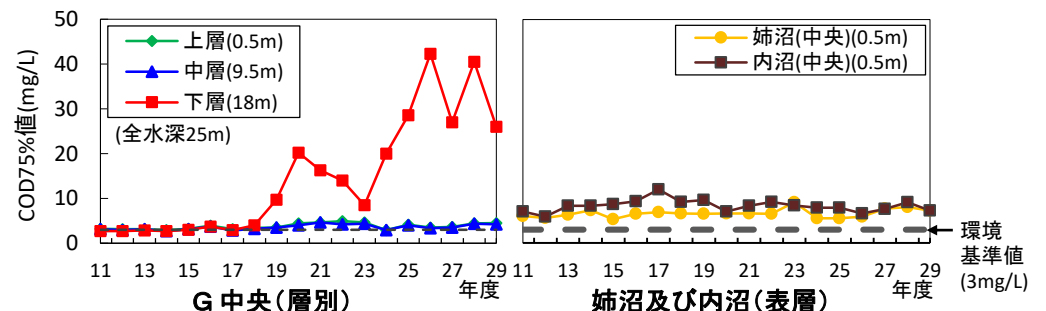 COD75%値(mg/L)
50
40
30
20
10
0
上層(0.5m)
中層(9.5m)
下層(18m)
(全水深25m)
11 13 15 17 19 21 23 25 27 29
年度
G中央(層別)
姉沼(中央)(0.5m)
内沼(中央)(0.5m)
11 13 15 17 19 21 23 25 27 29
年度
姉沼及び内沼(表層)
環境
基準値
(3mg/L)